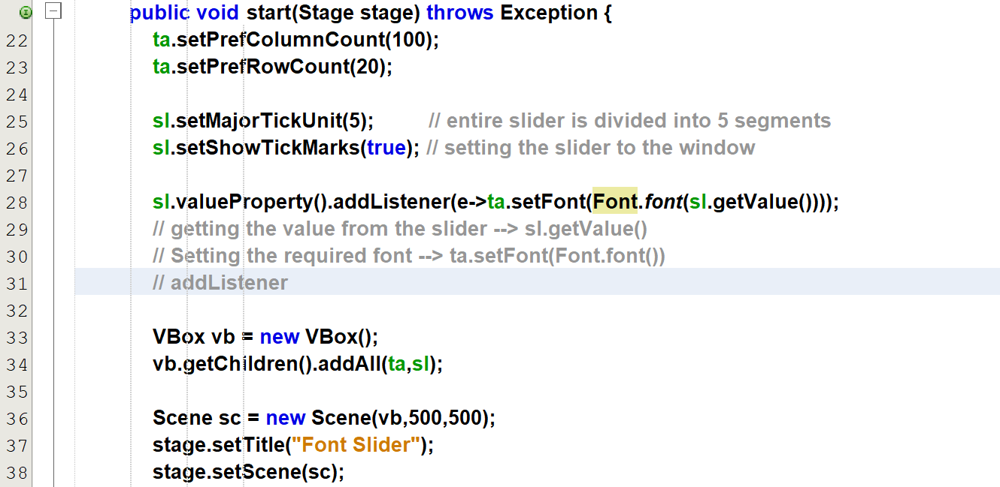 public void start(Stage stage) throws Exception {
22 ta.setPrefColumnCount(100);
23 ta.setPrefRowCount(20);
24
25 sl.setMajorTickUnit(5); // entire slider is divided into 5 segments
26 sl.setShowTickMarks(true); // setting the slider to the window
27
28 sl.valueProperty().addListener(e->ta.setFont(Font.font(sl.getValue())));
29 // getting the value from the slider --> sl.getValue()
30 // Setting the required font --> ta.setFont(Font.font())
31 // addListener
32
33 VBox vb = new VBox();
34 vb.getChildren().addAll(ta,sl);
35
36 Scene sc = new Scene(vb,500,500);
37 stage.setTitle("Font Slider");
38 stage.setScene(sc);